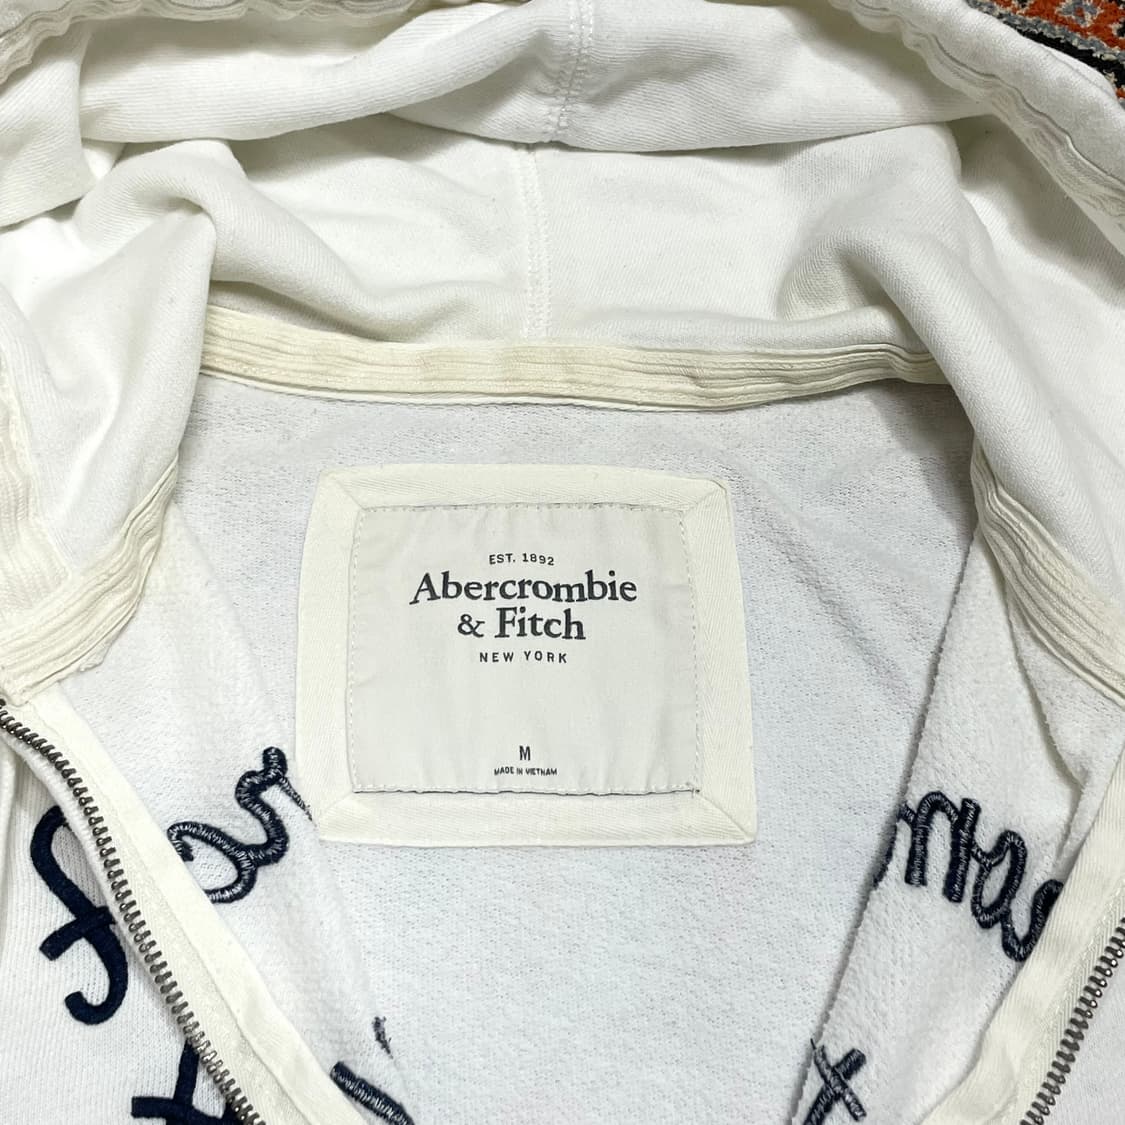 EST. 1892
Abercrombie
& Fitch
NEW YORK
M
MADE IN VIETNAM